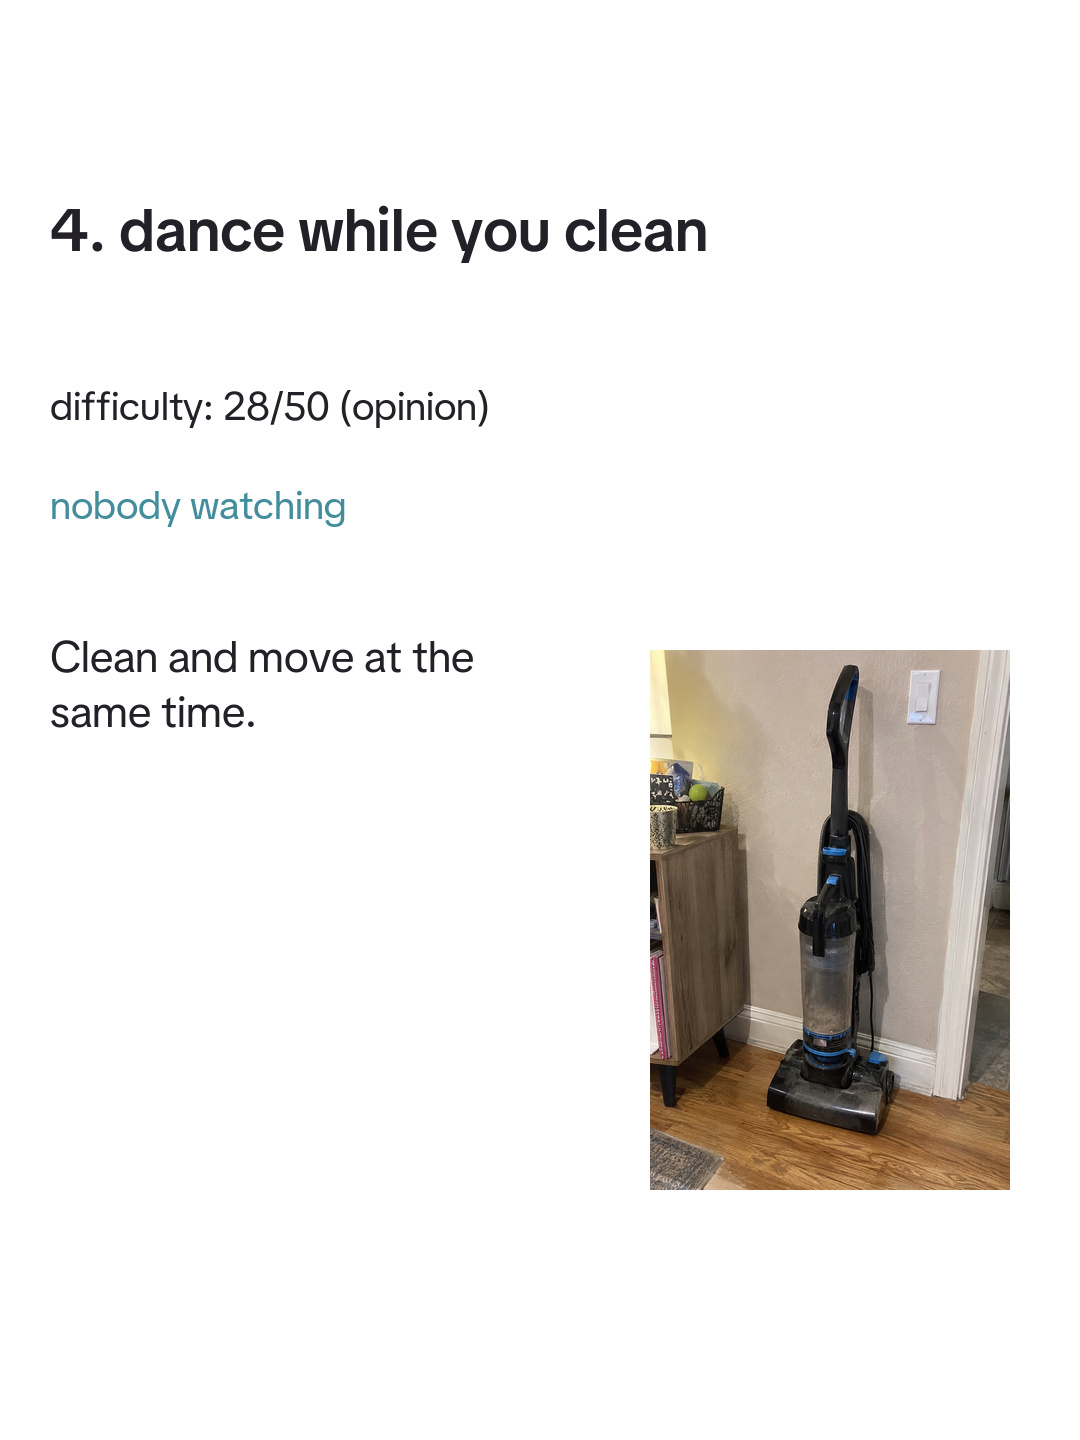 4. dance while you clean
difficulty: 28/50 (opinion)
nobody watching
Clean and move at the
same time.